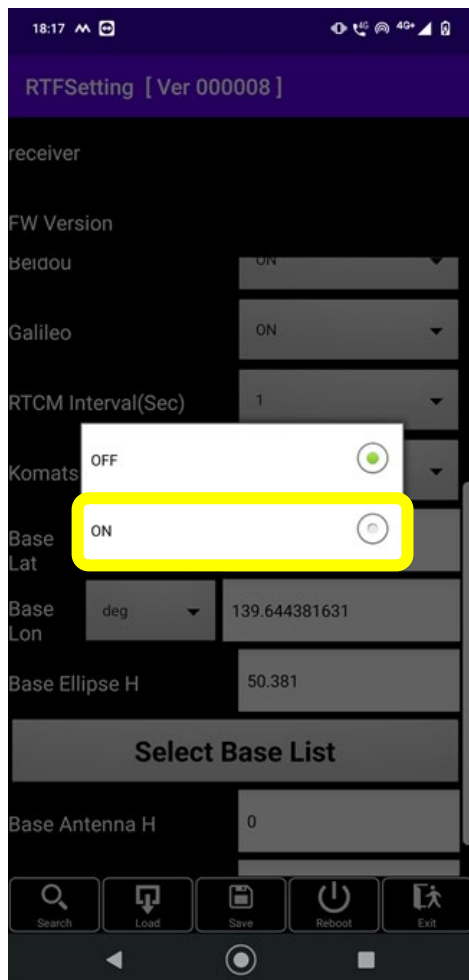 18:17
4G
4G+
RTFSetting [ Ver 000008 ]
receiver
FW Version
Beidou
ON
Galileo
ON
RTCM Interval(Sec)
1
Komats
OFF
ON
Base
Lat
Base
Lon
deg
139.644381631
Base Ellipse H
50.381
Select Base List
Base Antenna H
0
Search
Load
Save
Reboot
Exit